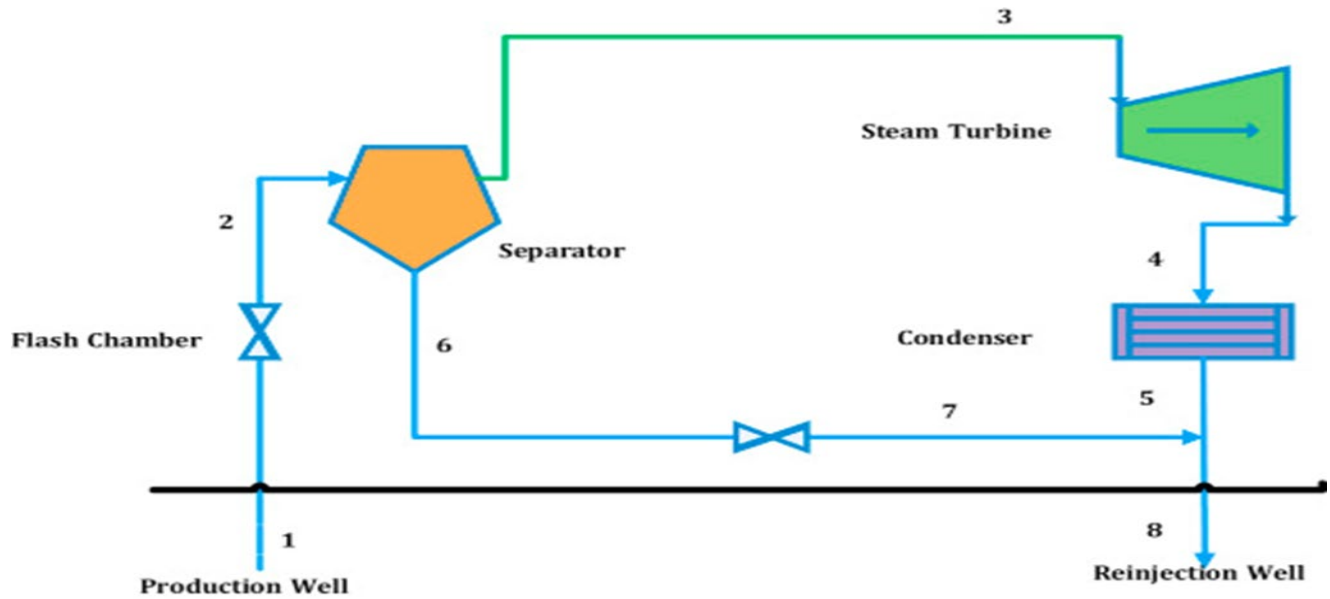 3
Steam Turbine
2
Separator
4
Flash Chamber
6
Condenser
5
7
1
8
Production Well
Reinjection Well